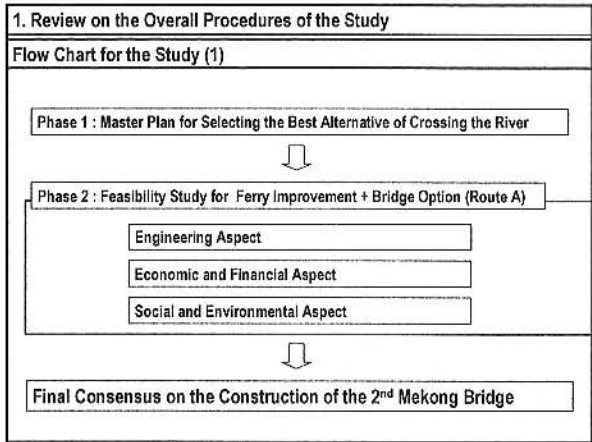 1. Review on the Overall Procedures of the Study
Flow Chart for the Study (1)
Phase 1 : Master Plan for Selecting the Best Alternative of Crossing the River
Phase 2 : Feasibility Study for Ferry Improvement + Bridge Option (Route A)
Engineering Aspect
Economic and Financial Aspect
Social and Environmental Aspect
Final Consensus on the Construction of the 2nd Mekong Bridge